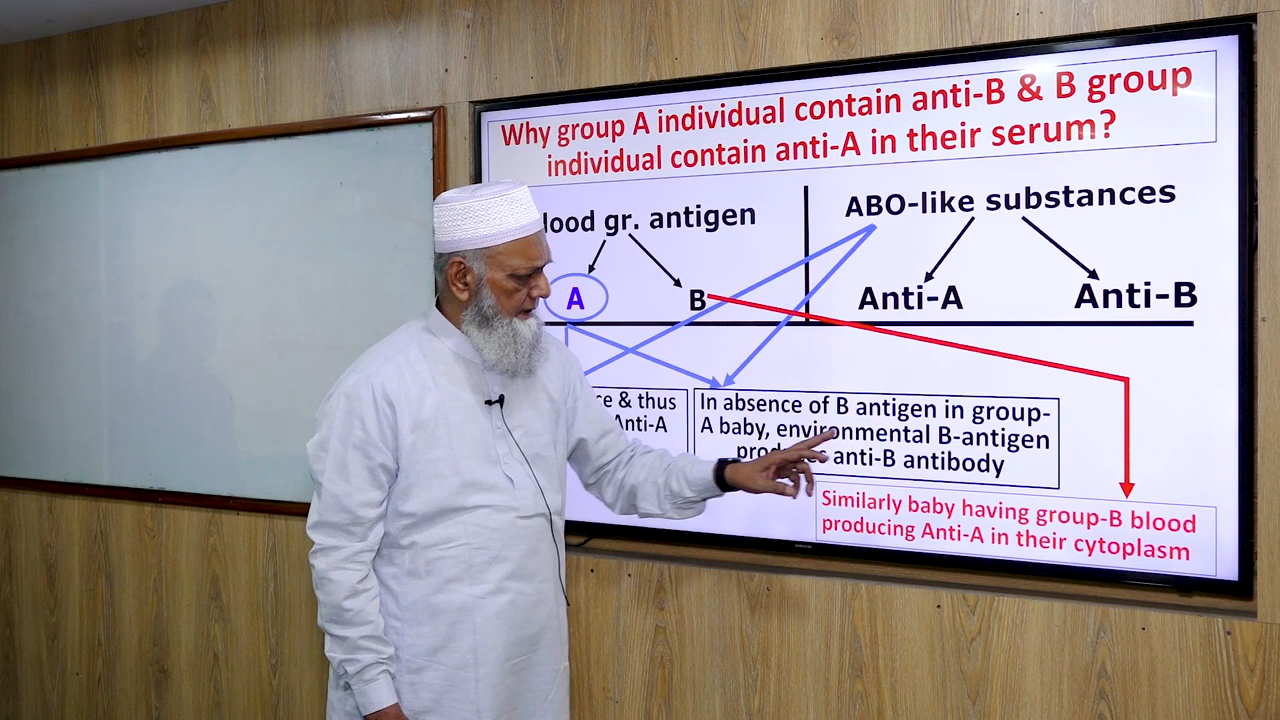 Why group A individual contain anti-B & B group
individual contain anti-A in their serum?
gr. antigen
ABO-like substances
A
B
Anti-A
Anti-B
& thus
Anti-A
In absence of B antigen in group-
A baby, environmental B-antigen
anti-B antibody
Similarly baby having group-B blood
producing Anti-A in their cytoplasm
SAMSUNG